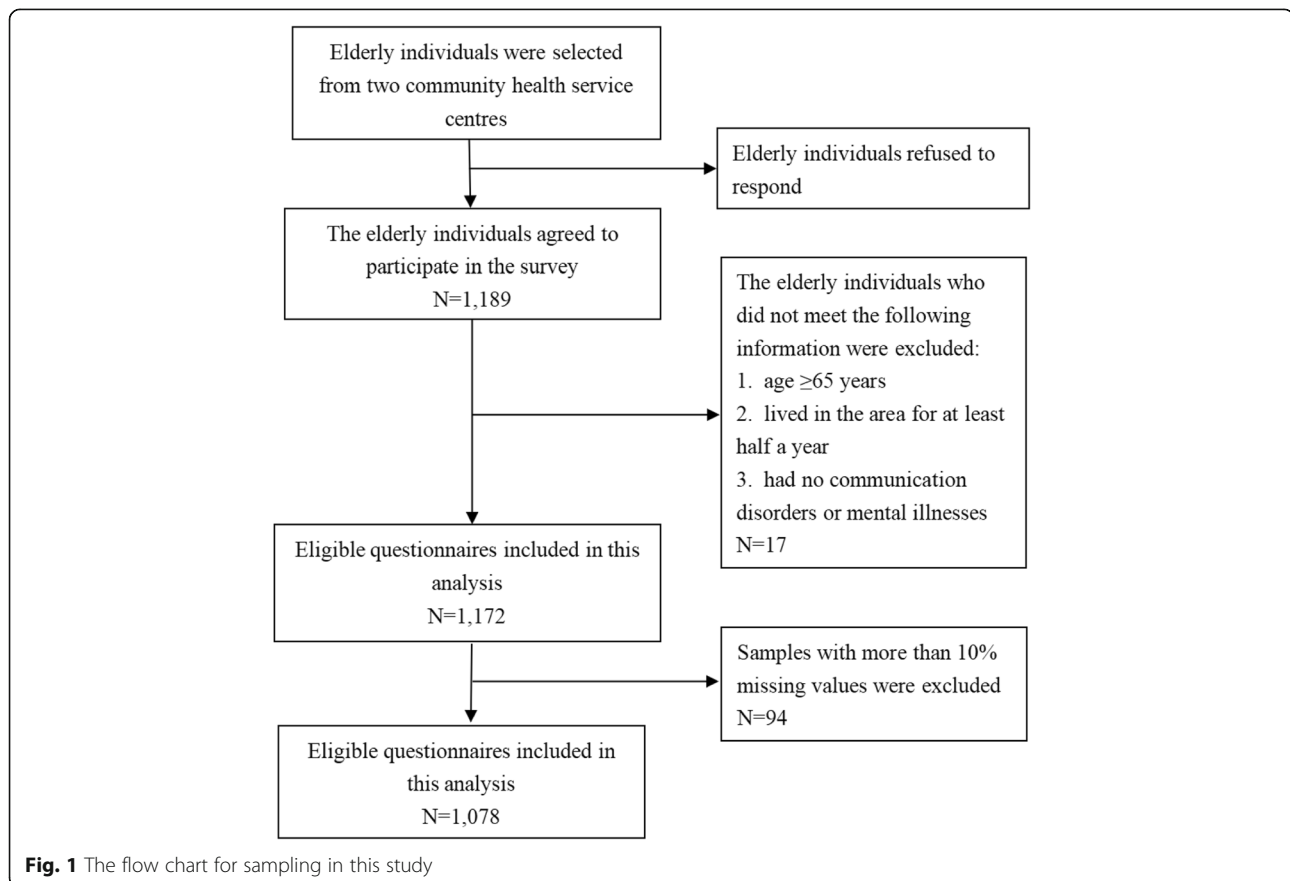 Elderly individuals were selected
from two community health service
centres
Elderly individuals refused to
respond
The elderly individuals agreed to
participate in the survey
N=1,189
The elderly individuals who
did not meet the following
information were excluded:
1. age ≥65 years
2. lived in the area for at least
half a year
3. had no communication
disorders or mental illnesses
N=17
Eligible questionnaires included in this
analysis
N=1,172
Samples with more than 10%
missing values were excluded
N=94
Eligible questionnaires included in
this analysis
N=1,078
Fig. 1 The flow chart for sampling in this study